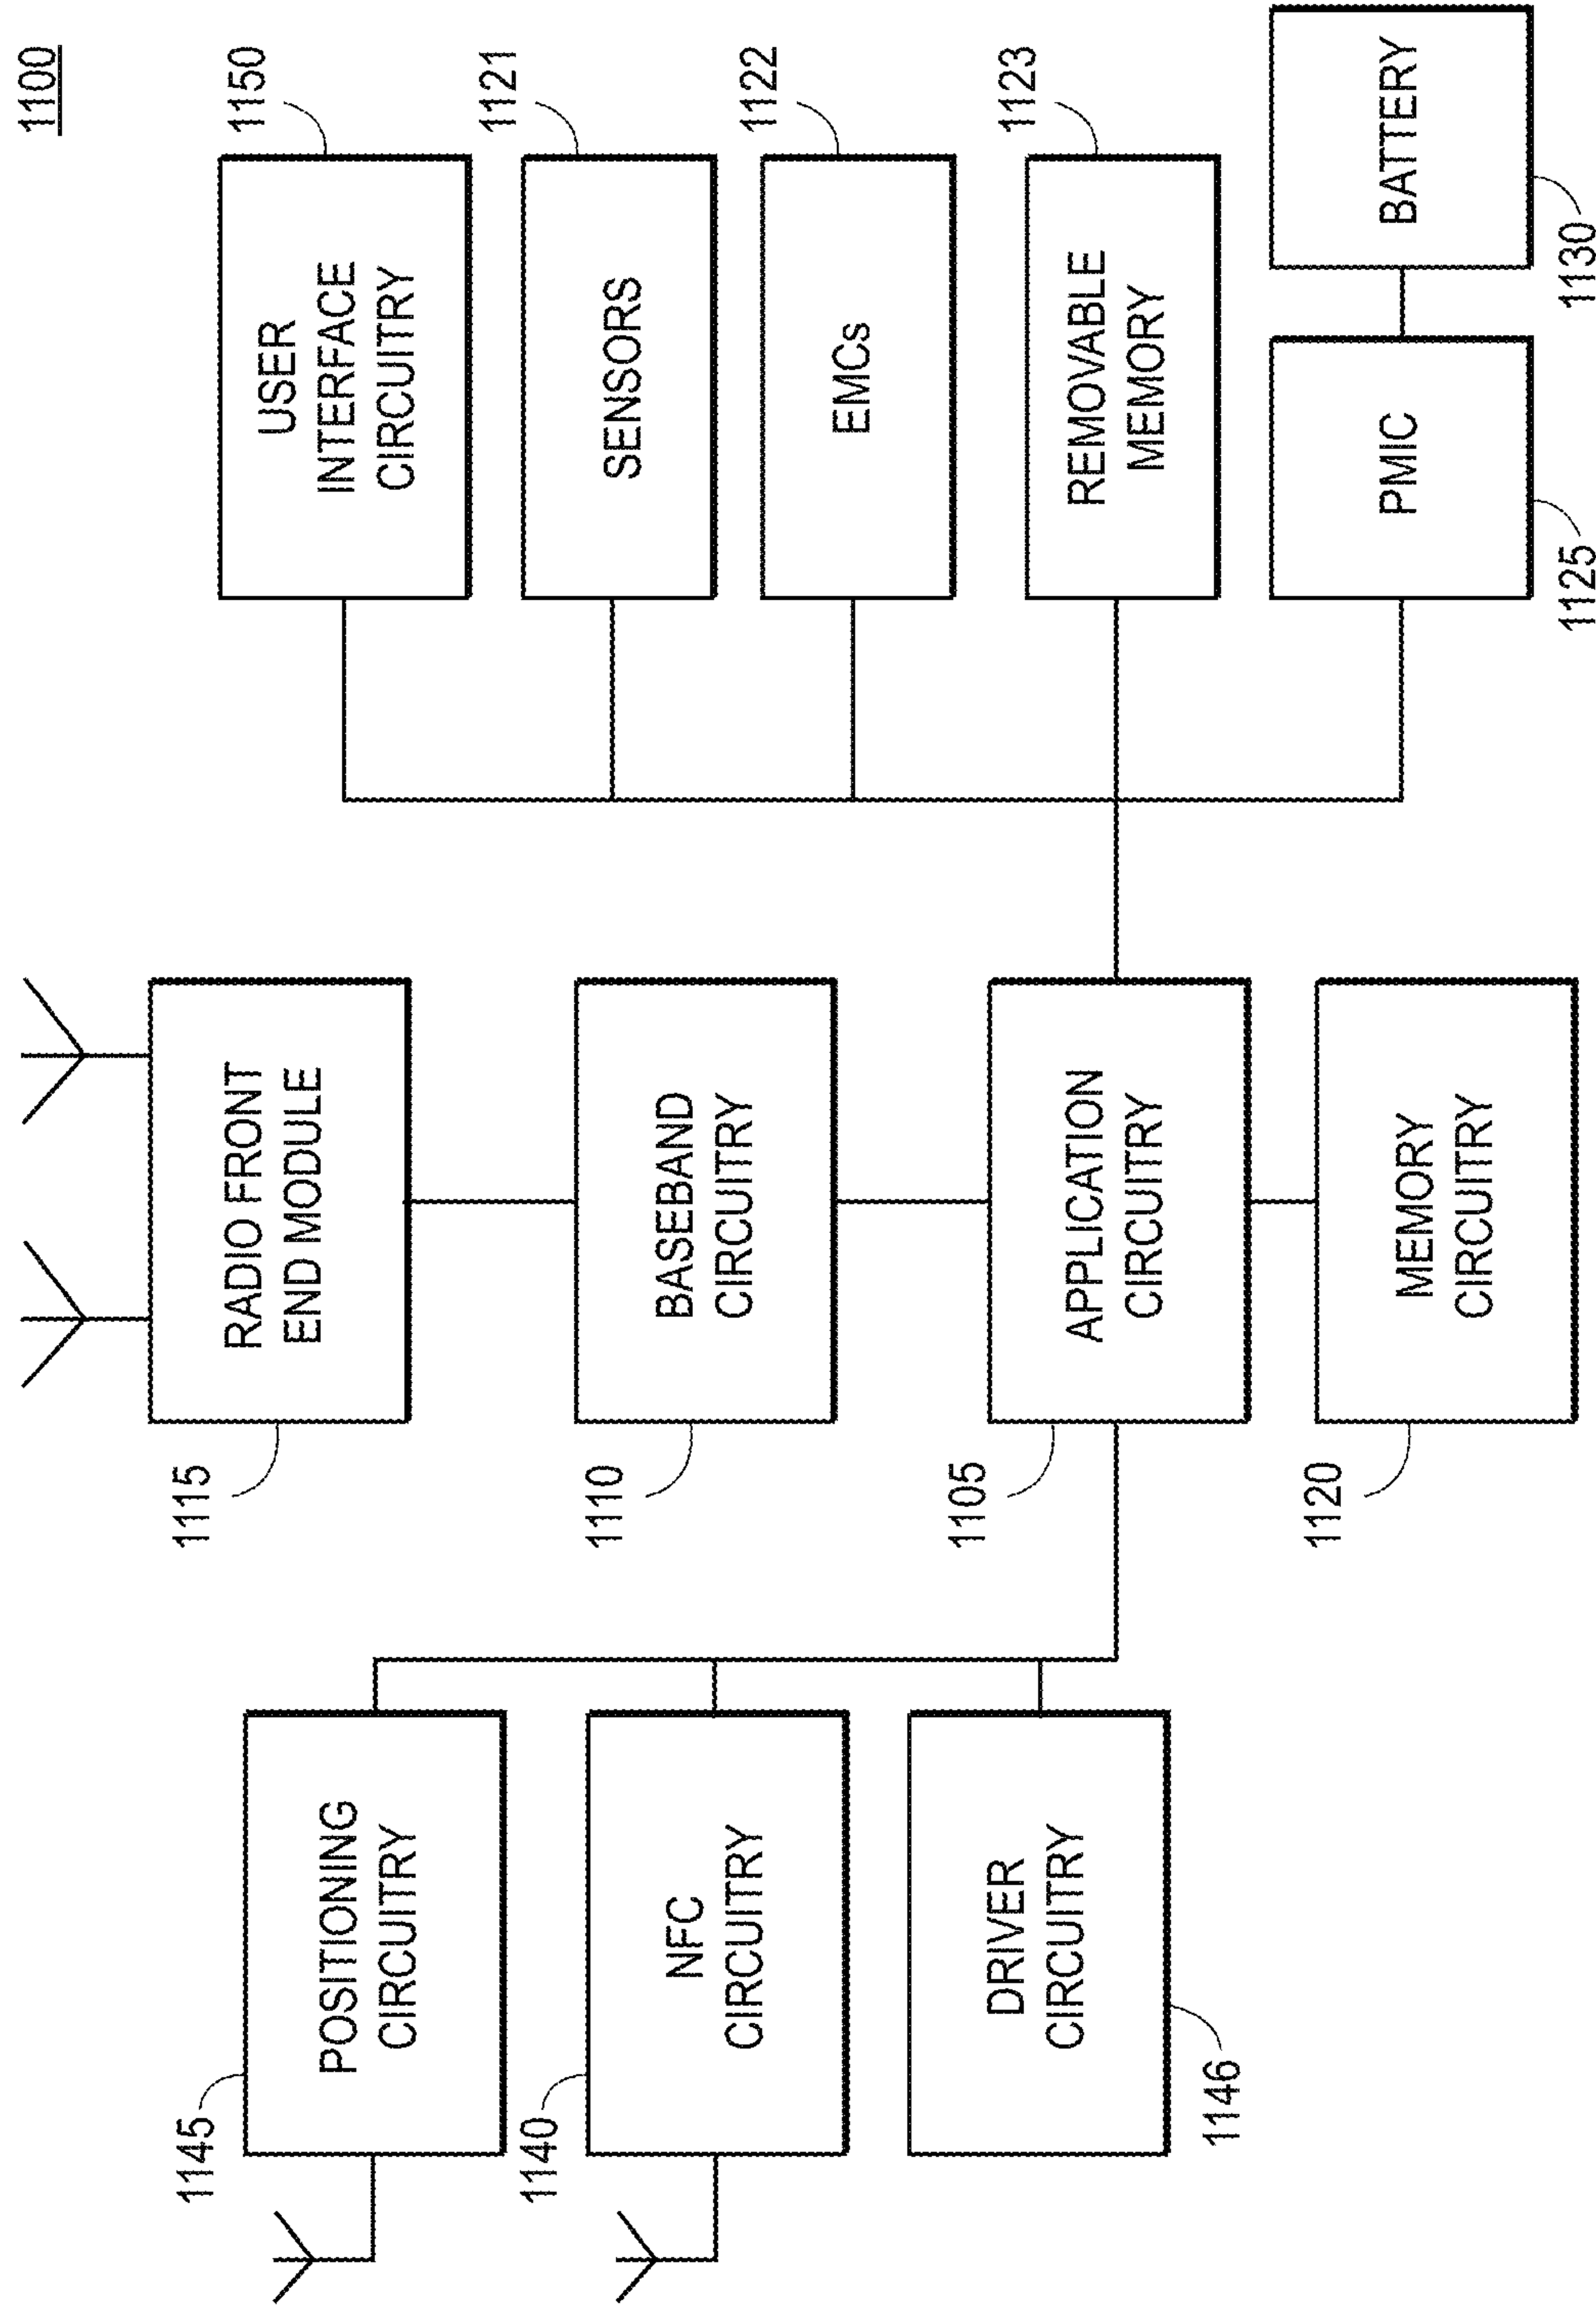 1100
1145
POSITIONING
CIRCUITRY
1140
NFC
CIRCUITRY
DRIVER
CIRCUITRY
1146
1115
RADIO FRONT
END MODULE
1110
BASEBAND
CIRCUITRY
1105
APPLICATION
CIRCUITRY
1120
MEMORY
CIRCUITRY
1150
USER
INTERFACE
CIRCUITRY
1121
SENSORS
1122
EMCs
1123
REMOVABLE
MEMORY
PMIC
1125
BATTERY
1130